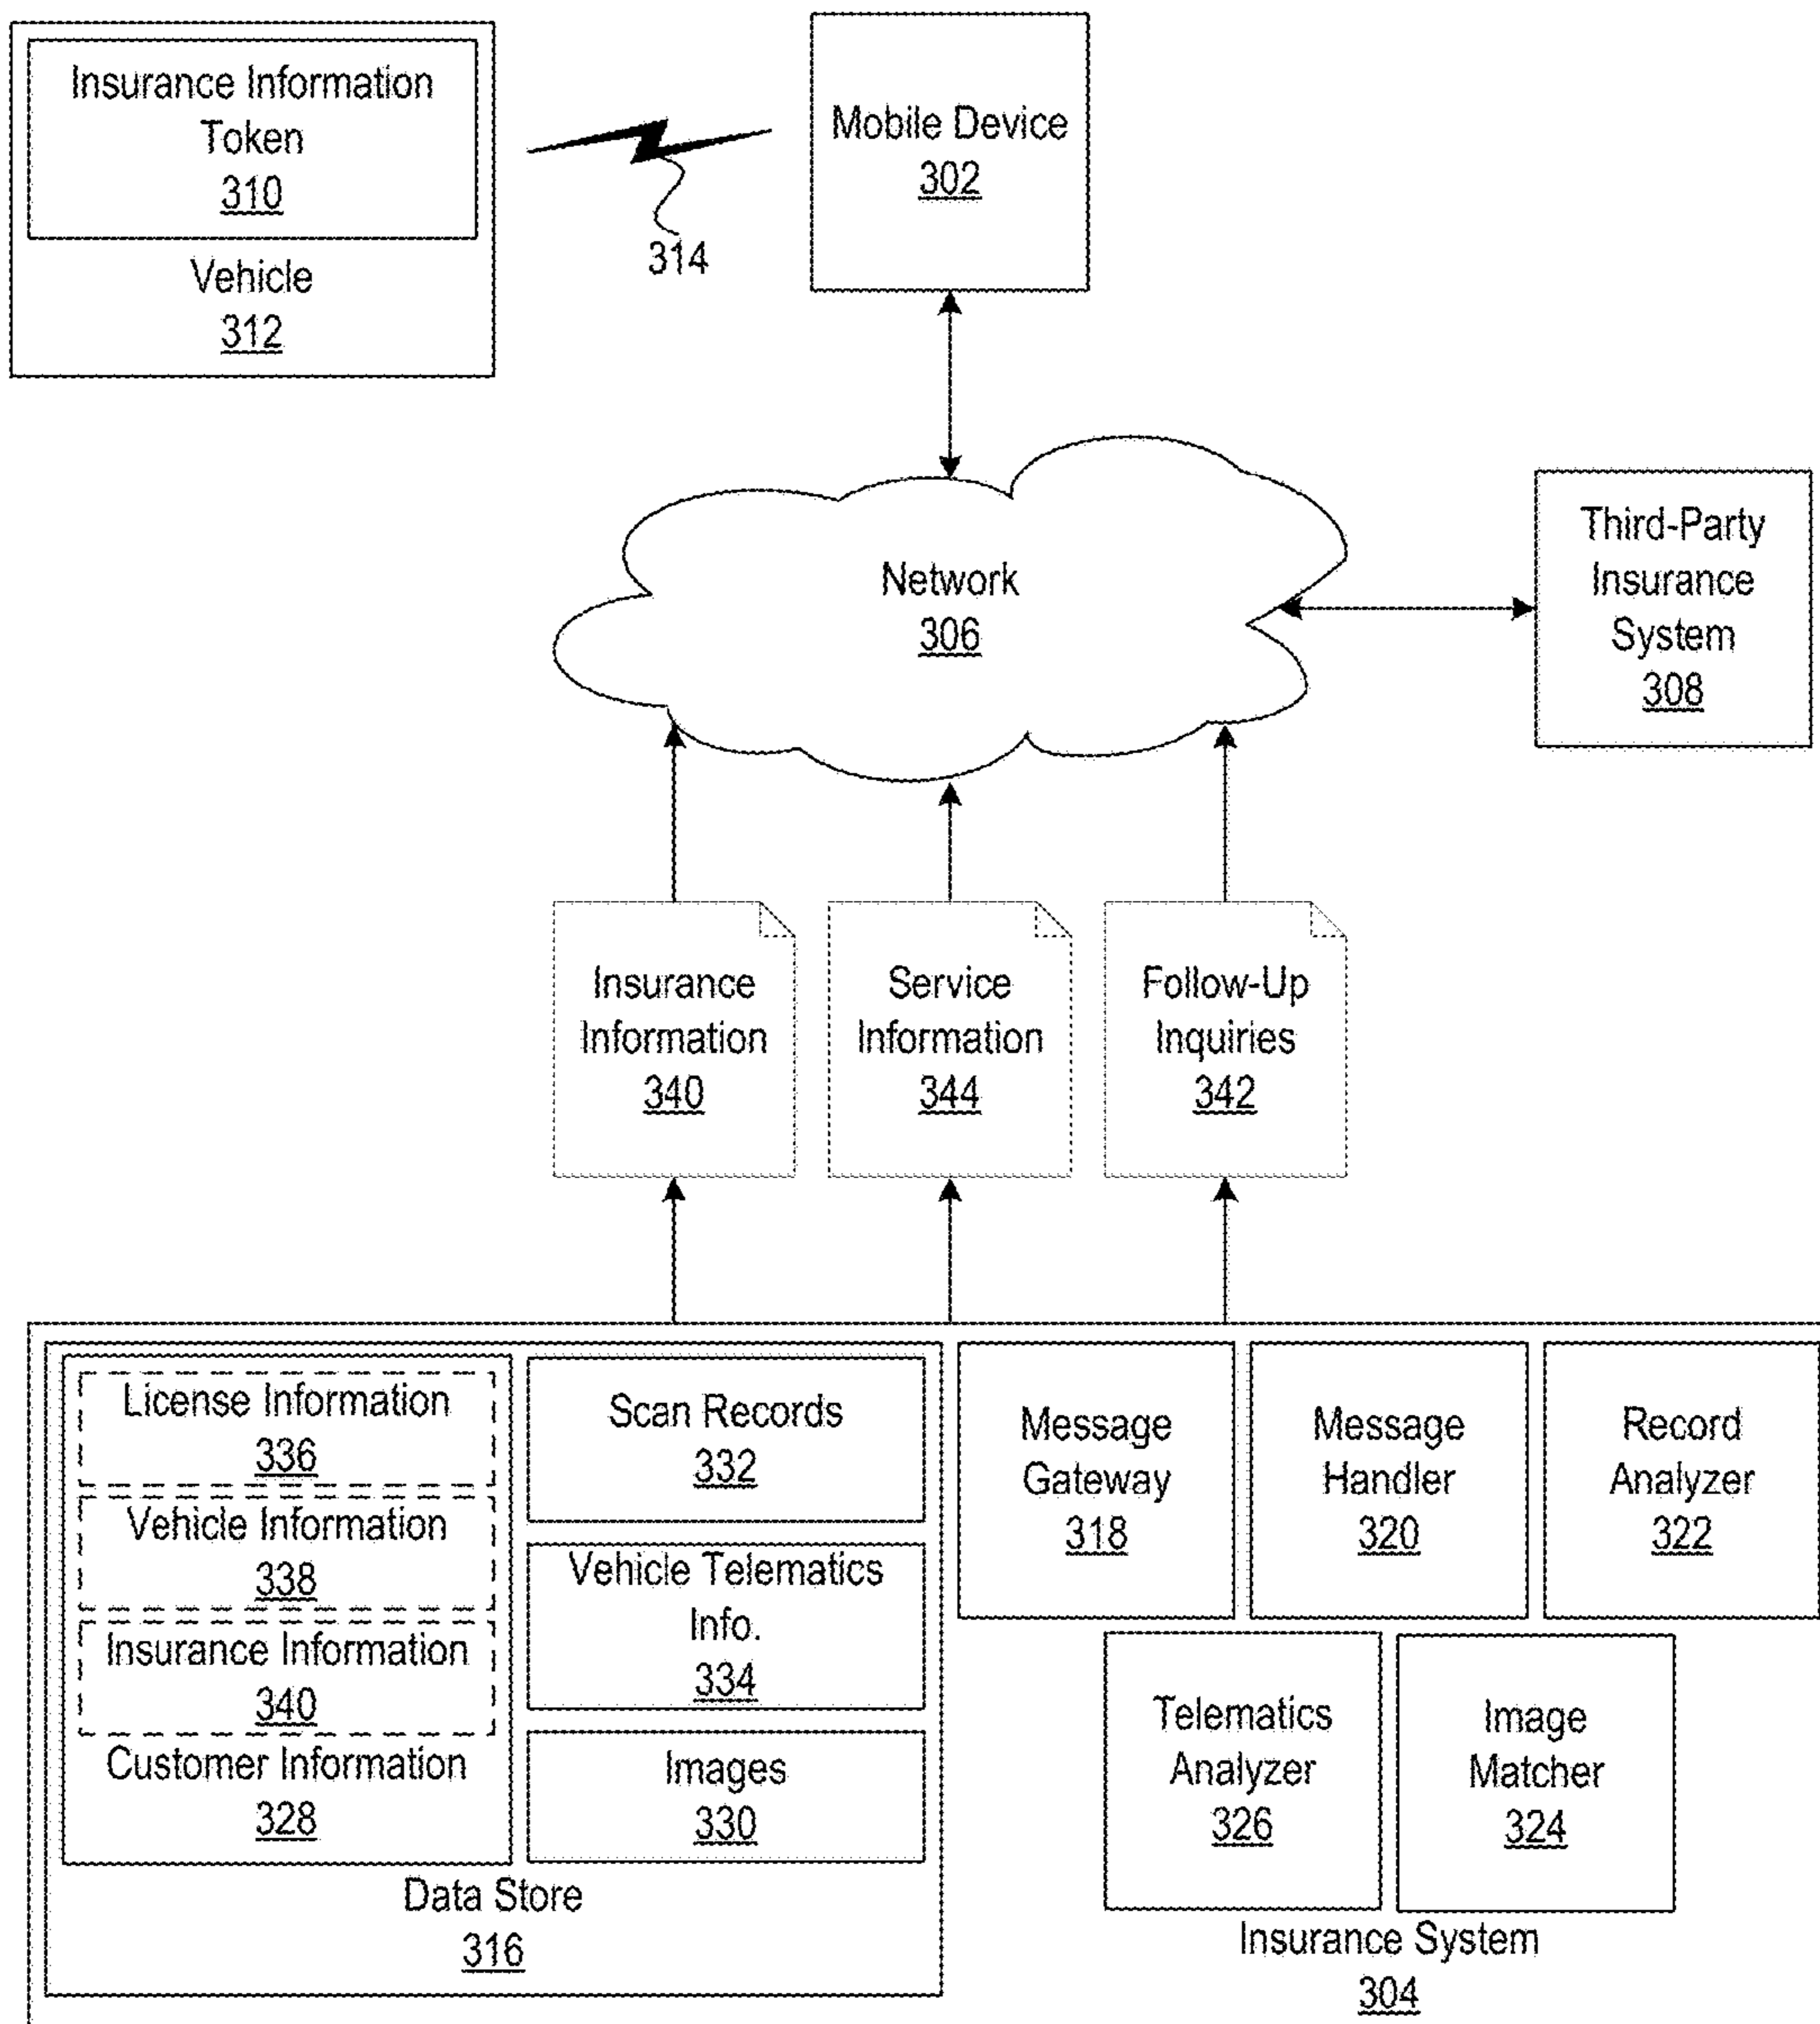 Insurance Information
Token
310
Vehicle
312
314
Mobile Device
302
Network
306
Third-Party
Insurance
System
308
Insurance
Information
340
Service
Information
344
Follow-Up
Inquiries
342
License Information
336
Vehicle Information
338
Insurance Information
340
Customer Information
328
Scan Records
332
Vehicle Telematics
Info.
334
Images
330
Data Store
316
Message
Gateway
318
Message
Handler
320
Record
Analyzer
322
Telematics
Analyzer
326
Image
Matcher
324
Insurance System
304